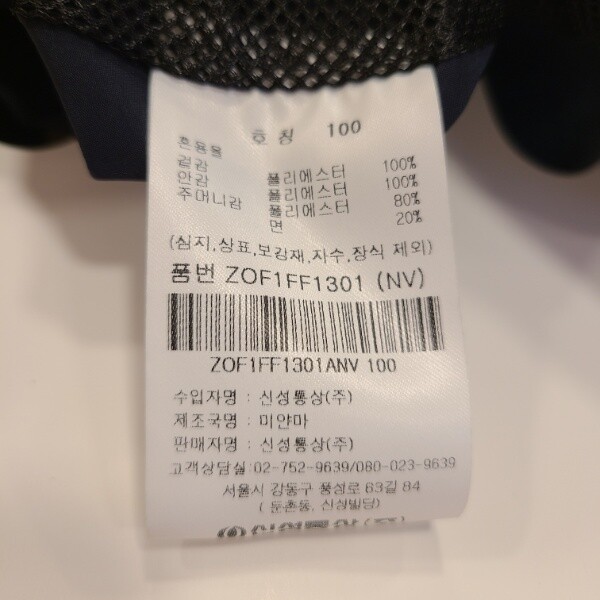 호칭 100
혼용율
겉감 폴리에스터 100%
안감 폴리에스터 100%
주머니감 폴리에스터 80%
면 20%
(심지,상표,보강재,자수,장식 제외)
품번 ZOF1FF1301 (NV)
ZOF1FF1301ANV 100
수입자명 : 신성통상(주)
제조국명 : 미얀마
판매자명 : 신성통상(주)
고객상담실:02-752-9639/080-023-9639
서울시 강동구 풍성로 63길 84
( 둔촌동, 신성빌딩)